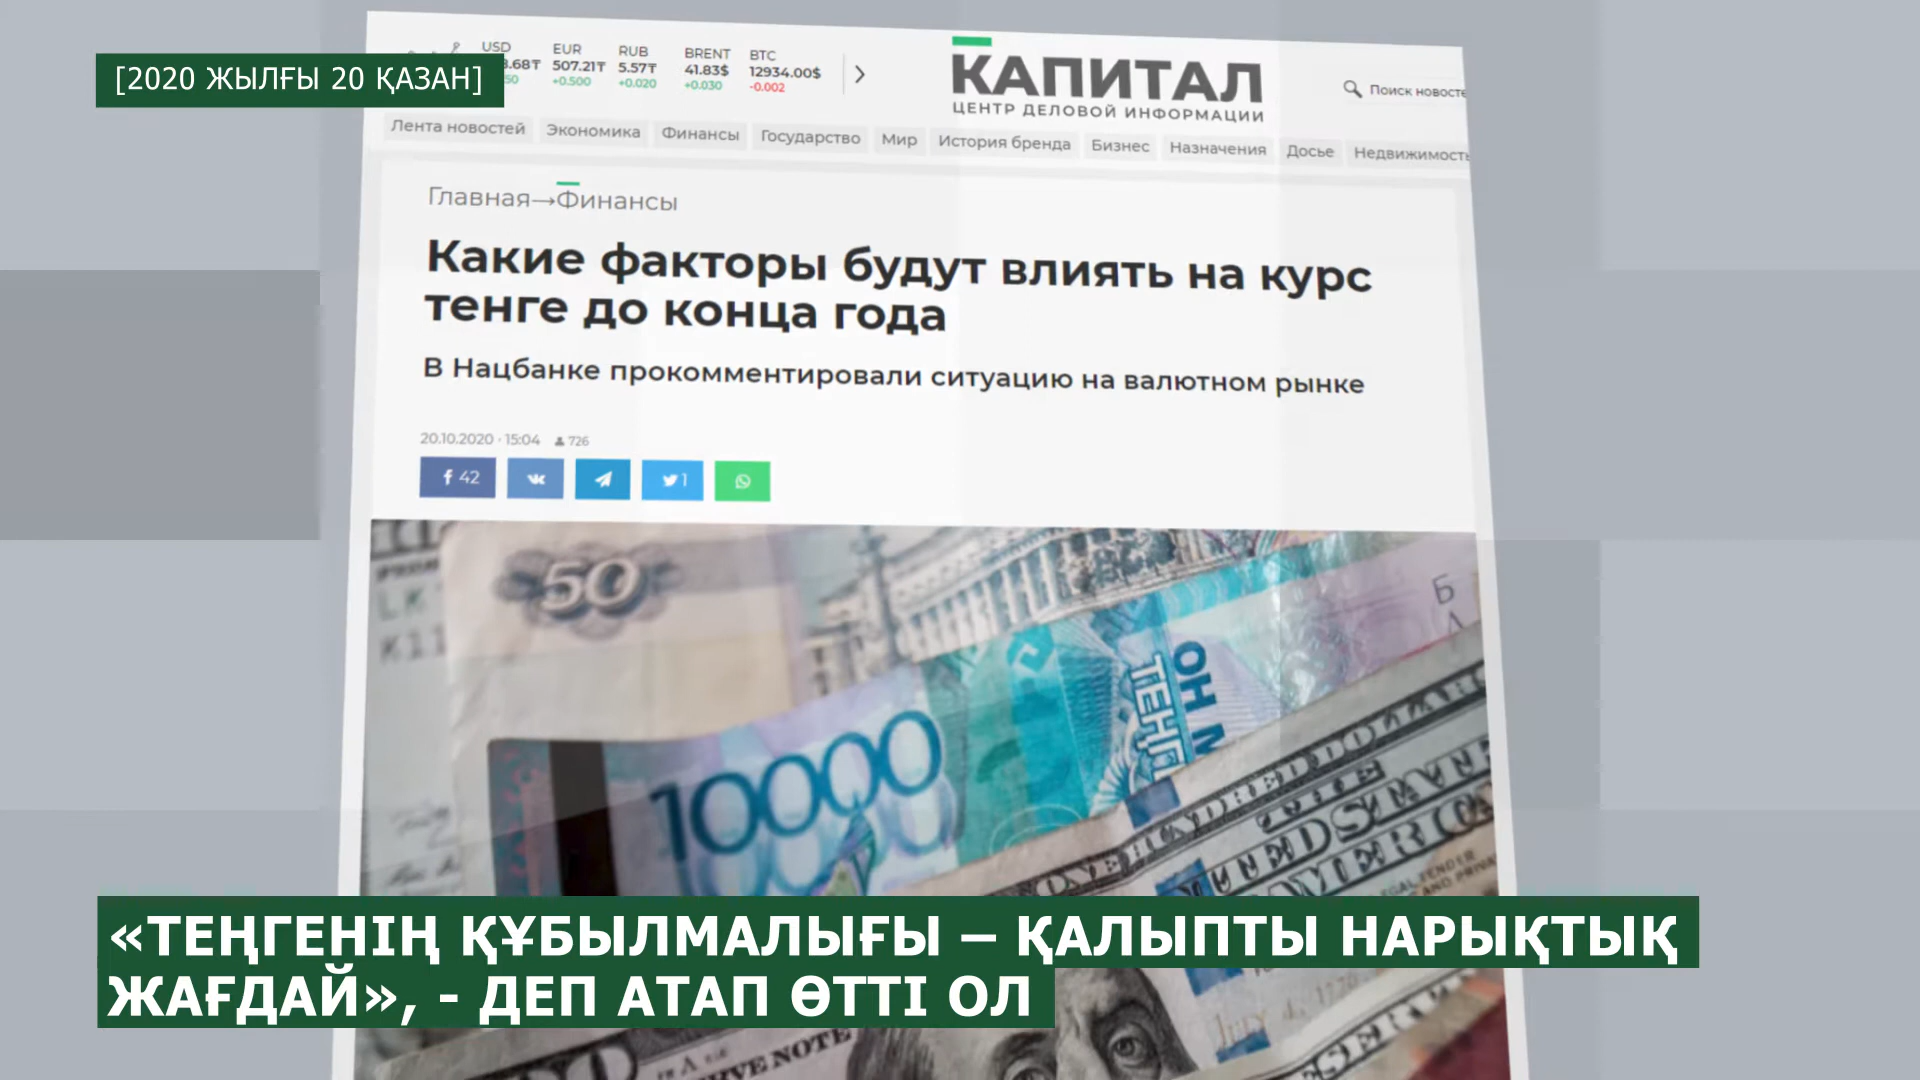 [2020 ЖЫЛҒЫ 20 ҚАЗАН]
USD EUR RUB BRENT BTC
507.21₸ 5.57₸ 41.83$ 12934.00$
+0.500 +0.020 +0.030 -0.002
КАПИТАЛ
ЦЕНТР ДЕЛОВОЙ ИНФОРМАЦИИ
Поиск
Лента новостей Экономика Финансы Государство Мир История бренда Бизнес Назначения Досье Недвижимость
Главная→Финансы
Какие факторы будут влиять на курс
тенге до конца года
В Нацбанке прокомментировали ситуацию на валютном рынке
20.10.2020 · 15:04 726
42 1
50
10000
«ТЕҢГЕНІҢ ҚҰБЫЛМАЛЫҒЫ – ҚАЛЫПТЫ НАРЫҚТЫҚ
ЖАҒДАЙ», - ДЕП АТАП ӨТТІ ОЛ